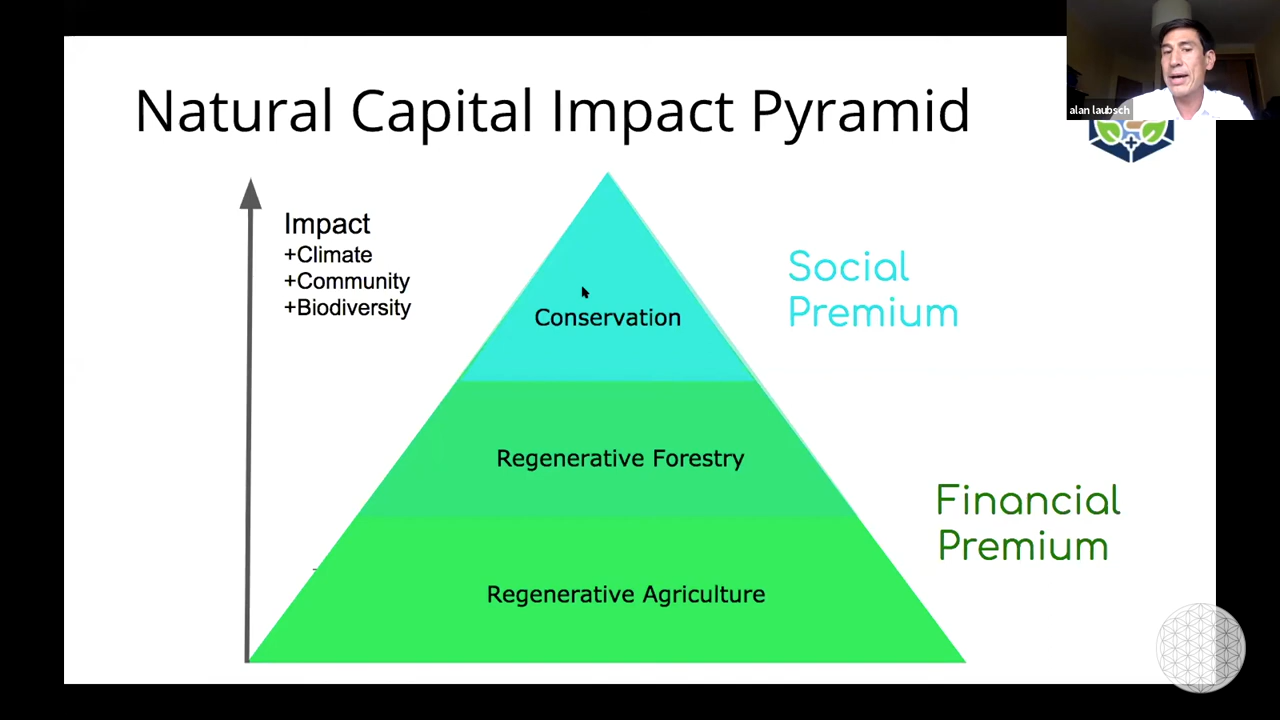 Natural Capital Impact Pyramid
alan laubsch
Impact
+Climate
+Community
+Biodiversity
Conservation
Social
Premium
Regenerative Forestry
Financial
Premium
Regenerative Agriculture